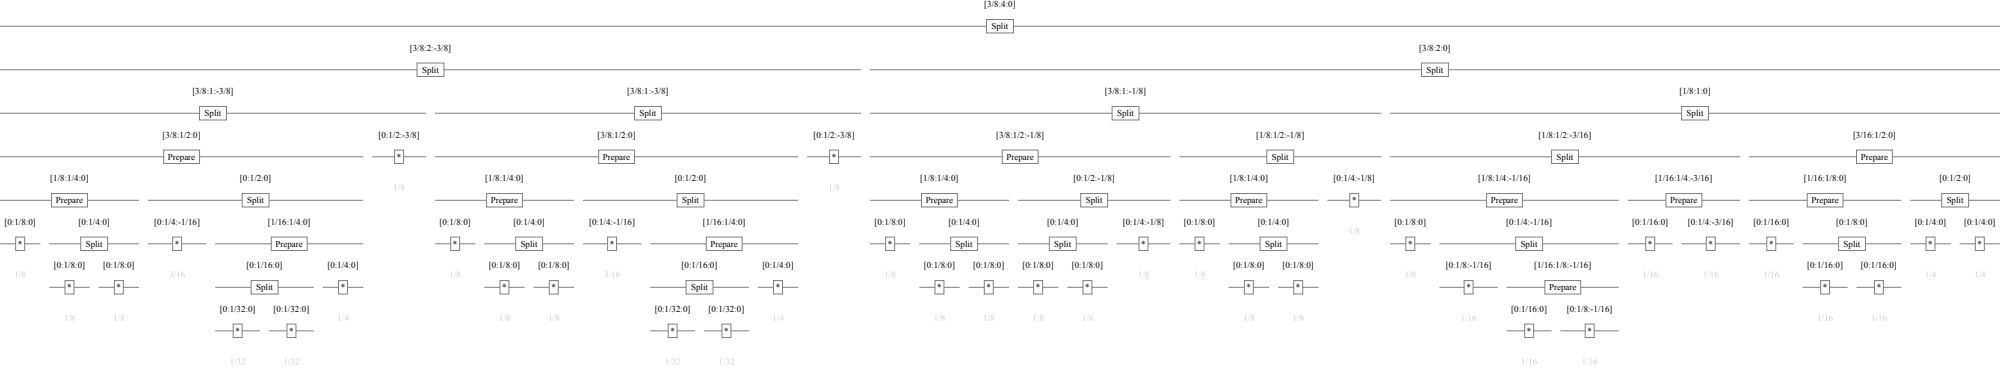 [3/8:4:0]
Split
[3/8:2:-3/8] [3/8:2:0]
Split Split
[3/8:1:-3/8] [3/8:1:-3/8] [3/8:1:-1/8] [1/8:1:0]
Split Split Split Split
[3/8:1/2:0] [0:1/2:-3/8] [3/8:1/2:0] [0:1/2:-3/8] [3/8:1/2:-1/8] [1/8:1/2:-1/8] [1/8:1/2:-3/16] [3/16:1/2:0]
Prepare * Prepare * Prepare Split Split Prepare
[1/8:1/4:0] [0:1/2:0] 1/8 [1/8:1/4:0] [0:1/2:0] 1/8 [1/8:1/4:0] [0:1/2:-1/8] [1/8:1/4:0] [0:1/4:-1/8] [1/8:1/4:-1/16] [1/16:1/4:-3/16] [1/16:1/8:0] [0:1/2:0]
Prepare Split Prepare Split Prepare Split Prepare * Prepare Prepare Prepare Split
[0:1/8:0] [0:1/4:0] [0:1/4:-1/16] [1/16:1/4:0] [0:1/8:0] [0:1/4:0] [0:1/4:-1/16] [1/16:1/4:0] [0:1/8:0] [0:1/4:0] [0:1/4:0] [0:1/4:-1/8] [0:1/8:0] [0:1/4:0] 1/8 [0:1/8:0] [0:1/4:-1/16] [0:1/16:0] [0:1/4:-3/16] [0:1/16:0] [0:1/8:0] [0:1/4:0] [0:1/4:0]
* Split * Prepare * Split * Prepare * Split Split * * Split * Split * * * Split * *
1/8 [0:1/8:0] [0:1/8:0] 3/16 [0:1/16:0] [0:1/4:0] 1/8 [0:1/8:0] [0:1/8:0] 3/16 [0:1/16:0] [0:1/4:0] 1/8 [0:1/8:0] [0:1/8:0] [0:1/8:0] [0:1/8:0] 1/8 1/8 [0:1/8:0] [0:1/8:0] 1/8 [0:1/8:-1/16] [1/16:1/8:-1/16] 1/16 1/16 1/16 [0:1/16:0] [0:1/16:0] 1/4 1/4
* * Split * * * Split * * * * * * * * Prepare * *
1/8 1/8 [0:1/32:0] [0:1/32:0] 1/4 1/8 1/8 [0:1/32:0] [0:1/32:0] 1/4 1/8 1/8 1/8 1/8 1/8 1/8 1/16 [0:1/16:0] [0:1/8:-1/16] 1/16 1/16
* * * * * *
1/32 1/32 1/32 1/32 1/16 1/16